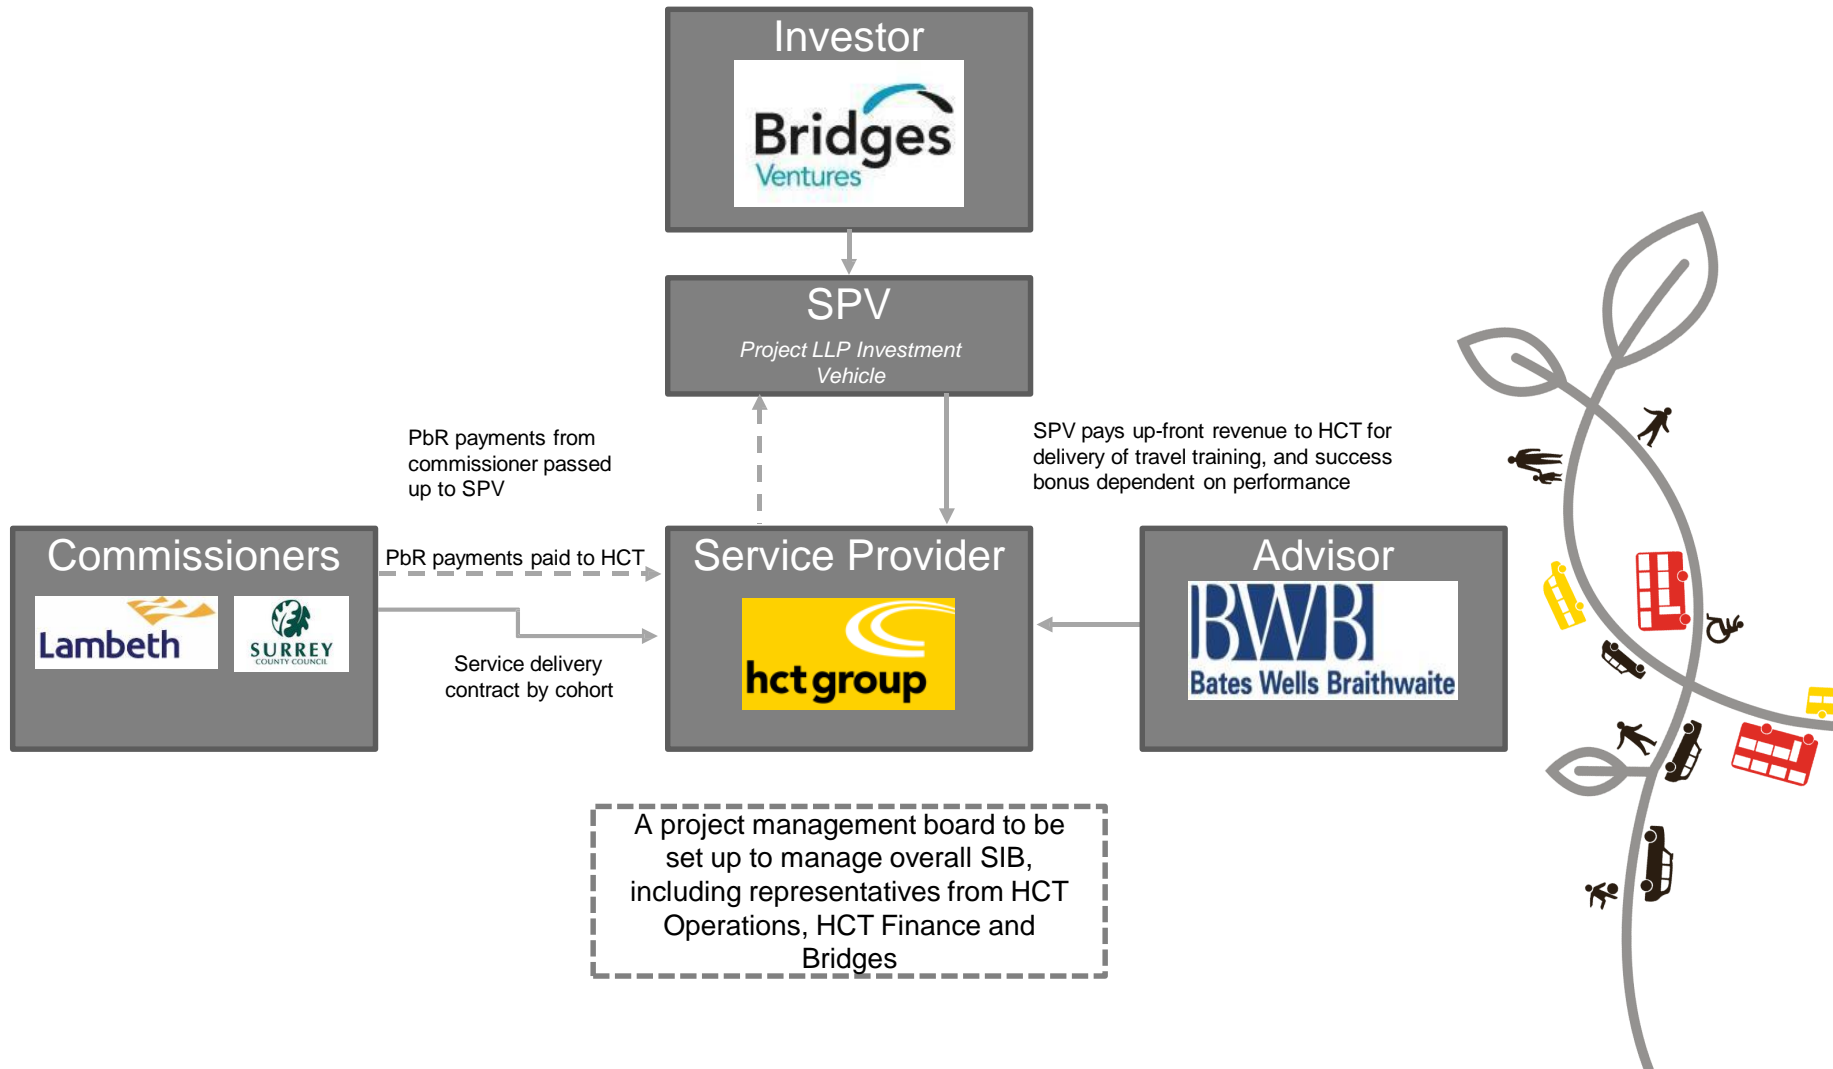 Investor
Bridges
Ventures
SPV
Project LLP Investment
Vehicle
PbR payments from
commissioner passed
up to SPV
SPV pays up-front revenue to HCT for
delivery of travel training, and success
bonus dependent on performance
Commissioners
Lambeth
SURREY
COUNTY COUNCIL
PbR payments paid to HCT
Service delivery
contract by cohort
Service Provider
hct group
Advisor
BWB
Bates Wells Braithwaite
A project management board to be
set up to manage overall SIB,
including representatives from HCT
Operations, HCT Finance and
Bridges